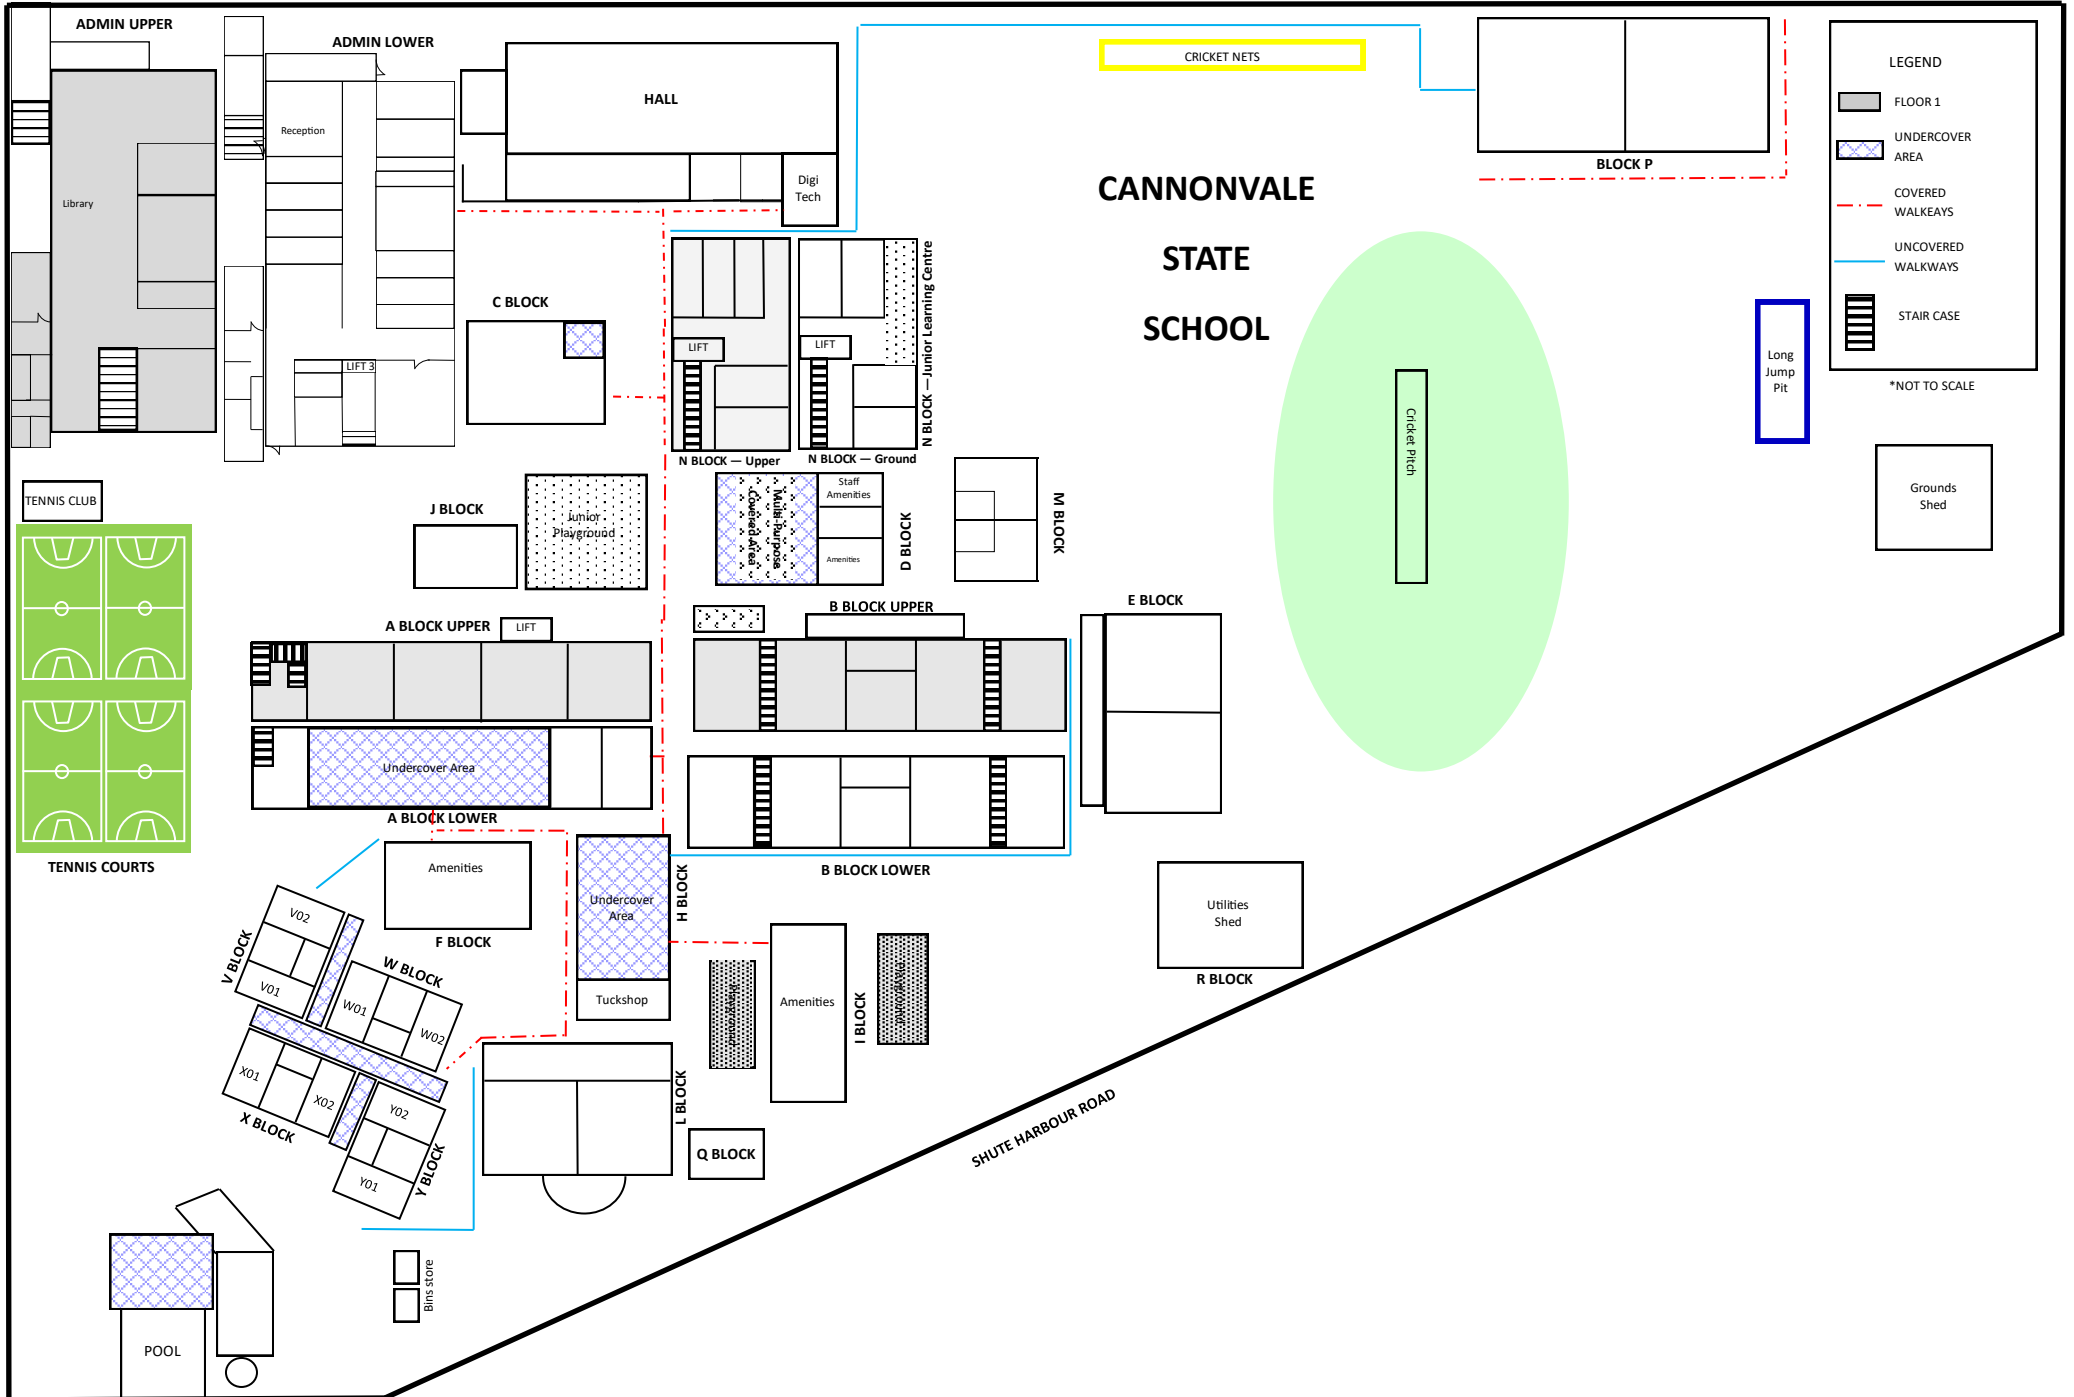 ADMIN UPPER
ADMIN LOWER
HALL
CRICKET NETS
BLOCK P
LEGEND
FLOOR 1
UNDERCOVER
AREA
COVERED
WALKEAYS
UNCOVERED
WALKWAYS
STAIR CASE
*NOT TO SCALE
Library
Reception
LIFT 3
Digi
Tech
CANNONVALE
STATE
SCHOOL
C BLOCK
LIFT
LIFT
N BLOCK —Junior Learning Centre
N BLOCK — Upper
N BLOCK — Ground
Cricket Pitch
Long
Jump
Pit
Grounds
Shed
TENNIS CLUB
J BLOCK
Junior
Playground
Multi-Purpose
Covered Area
Staff
Amenities
Amenities
D BLOCK
M BLOCK
A BLOCK UPPER
LIFT
B BLOCK UPPER
E BLOCK
Undercover Area
A BLOCK LOWER
B BLOCK LOWER
TENNIS COURTS
Amenities
F BLOCK
Undercover
Area
H BLOCK
Tuckshop
Utilities
Shed
R BLOCK
V02
V01
V BLOCK
W BLOCK
W01
W02
Playground
Amenities
I BLOCK
Playground
X01
X02
X BLOCK
Y02
Y01
Y BLOCK
L BLOCK
Q BLOCK
SHUTE HARBOUR ROAD
Bins store
POOL